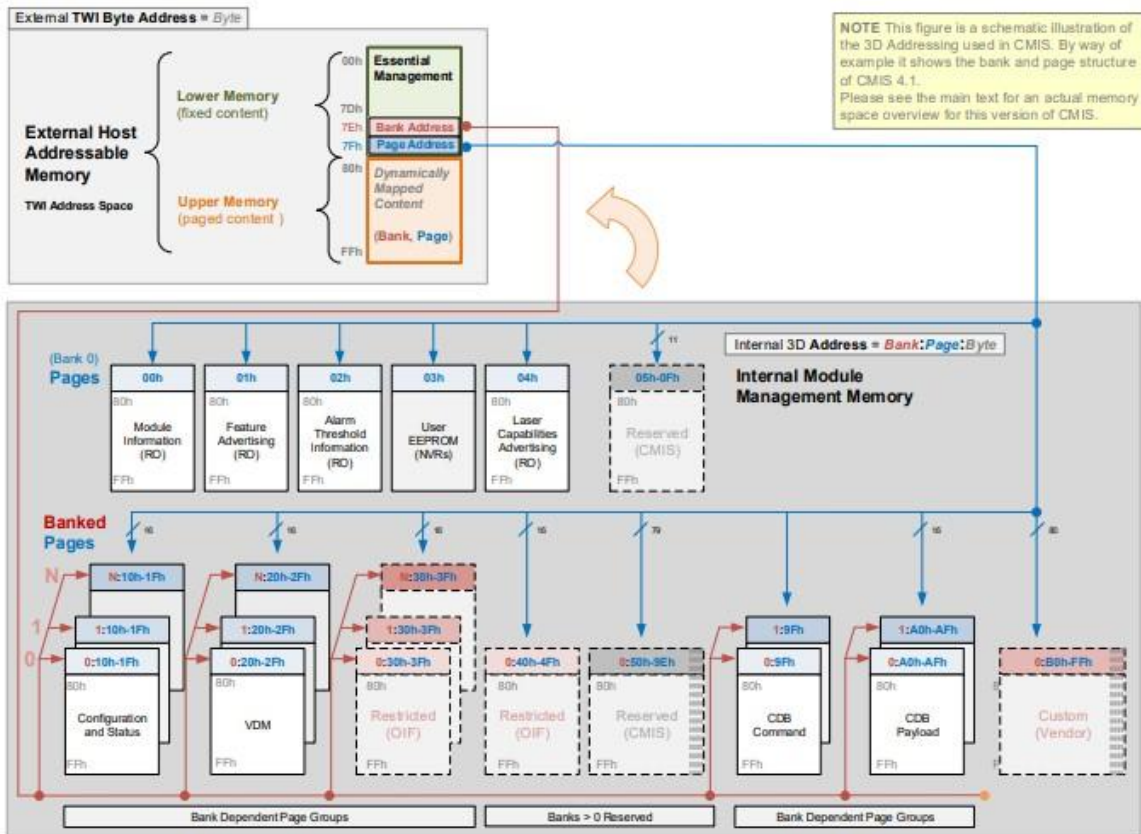 External TWI Byte Address = Byte
NOTE This figure is a schematic illustration of
the 3D Addressing used in CMIS. By way of
example it shows the bank and page structure
of CMIS 4.1.
Please see the main text for an actual memory
space overview for this version of CMIS.
External Host
Addressable
Memory
TWI Address Space
Lower Memory
(fixed content)
Upper Memory
(paged content )
00h
Essential
Management
7Dh
7Eh
Bank Address
7Fh
Page Address
80h
Dynamically
Mapped
Content
(Bank, Page)
FFh
Internal 3D Address = Bank:Page:Byte
Internal Module
Management Memory
(Bank 0)
Pages
11
00h
80h
Module
Information
(RO)
FFh
01h
80h
Feature
Advertising
(RO)
FFh
02h
80h
Alarm
Threshold
Information
(RO)
FFh
03h
User
EEPROM
(NVRs)
04h
80h
Laser
Capabilities
Advertising
(RO)
FFh
05h-0Fh
80h
Reserved
(CMIS)
FFh
Banked
Pages
16
16
16
16
79
16
80
N
1
0
N:10h-1Fh
1:10h-1Fh
0:10h-1Fh
80h
Configuration
and Status
FFh
N:20h-2Fh
1:20h-2Fh
0:20h-2Fh
80h
VDM
FFh
N:30h-3Fh
1:30h-3Fh
0:30h-3Fh
80h
Restricted
(OIF)
FFh
0:40h-4Fh
80h
Restricted
(OIF)
FFh
0:50h-9Eh
80h
Reserved
(CMIS)
FFh
1:9Fh
0:9Fh
80h
CDB
Command
FFh
1:A0h-AFh
0:A0h-AFh
80h
CDB
Payload
FFh
0:B0h-FFh
80h
Custom
(Vendor)
FFh
Bank Dependent Page Groups
Banks > 0 Reserved
Bank Dependent Page Groups